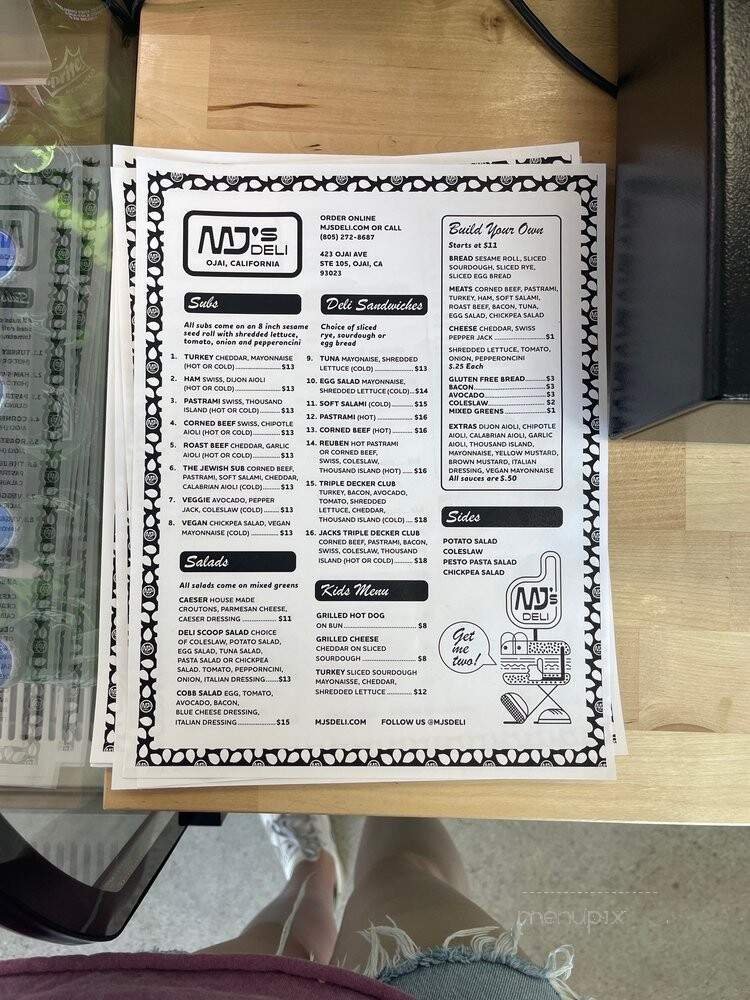 MJ's
DELI
OJAI, CALIFORNIA
ORDER ONLINE
MJSDELI.COM OR CALL
(805) 272-8687
423 OJAI AVE
STE 105, OJAI, CA
93023
Subs
All subs come on an 8 inch sesame
seed roll with shredded lettuce,
tomato, onion and pepperoncini
1. TURKEY CHEDDAR, MAYONNAISE
(HOT OR COLD) $13
2. HAM SWISS, DIJON AIOLI
(HOT OR COLD) $13
3. PASTRAMI SWISS, THOUSAND
ISLAND (HOT OR COLD) $13
4. CORNED BEEF SWISS, CHIPOTLE
AIOLI (HOT OR COLD) $13
5. ROAST BEEF CHEDDAR, GARLIC
AIOLI (HOT OR COLD) $13
6. THE JEWISH SUB CORNED BEEF,
PASTRAMI, SOFT SALAMI, CHEDDAR,
CALABRIAN AIOLI (COLD) $13
7. VEGGIE AVOCADO, PEPPER
JACK, COLESLAW (COLD) $13
8. VEGAN CHICKPEA SALAD, VEGAN
MAYONNAISE (COLD) $13
Salads
All salads come on mixed greens
CAESER HOUSE MADE
CROUTONS, PARMESAN CHEESE,
CAESER DRESSING $11
DELI SCOOP SALAD CHOICE
OF COLESLAW, POTATO SALAD,
EGG SALAD, TUNA SALAD,
PASTA SALAD OR CHICKPEA
SALAD. TOMATO, PEPPORNCINI,
ONION, ITALIAN DRESSING $13
COBB SALAD EGG, TOMATO,
AVOCADO, BACON,
BLUE CHEESE DRESSING,
ITALIAN DRESSING $15
Deli Sandwiches
Choice of sliced
rye, sourdough or
egg bread
9. TUNA MAYONNAISE, SHREDDED
LETTUCE (COLD) $13
10. EGG SALAD MAYONNAISE,
SHREDDED LETTUCE (COLD) $14
11. SOFT SALAMI (COLD) $15
12. PASTRAMI (HOT) $16
13. CORNED BEEF (HOT) $16
14. REUBEN HOT PASTRAMI
OR CORNED BEEF,
SWISS, COLESLAW,
THOUSAND ISLAND (HOT) $16
15. TRIPLE DECKER CLUB
TURKEY, BACON, AVOCADO,
TOMATO, SHREDDED
LETTUCE, CHEDDAR,
THOUSAND ISLAND (COLD) $18
16. JACKS TRIPLE DECKER CLUB
CORNED BEEF, PASTRAMI, BACON,
SWISS, COLESLAW, THOUSAND
ISLAND (HOT OR COLD) $18
Kids Menu
GRILLED HOT DOG
ON BUN $8
GRILLED CHEESE
CHEDDAR ON SLICED
SOURDOUGH $8
TURKEY SLICED SOURDOUGH
MAYONAISSE, CHEDDAR,
SHREDDED LETTUCE $12
MJSDELI.COM FOLLOW US @MJSDELI
Build Your Own
Starts at $11
BREAD SESAME ROLL, SLICED
SOURDOUGH, SLICED RYE,
SLICED EGG BREAD
MEATS CORNED BEEF, PASTRAMI,
TURKEY, HAM, SOFT SALAMI,
ROAST BEEF, BACON, TUNA,
EGG SALAD, CHICKPEA SALAD
CHEESE CHEDDAR, SWISS
PEPPER JACK $1
SHREDDED LETTUCE, TOMATO,
ONION, PEPPERONCINI
$.25 Each
GLUTEN FREE BREAD $3
BACON $3
AVOCADO $3
COLESLAW $2
MIXED GREENS $1
EXTRAS DIJON AIOLI, CHIPOTLE
AIOLI, CALABRIAN AIOLI, GARLIC
AIOLI, THOUSAND ISLAND,
MAYONNAISE, YELLOW MUSTARD,
BROWN MUSTARD, ITALIAN
DRESSING, VEGAN MAYONNAISE
All sauces are $.50
Sides
POTATO SALAD
COLESLAW
PESTO PASTA SALAD
CHICKPEA SALAD
MJ's
DELI
Get
me
two!
menupix